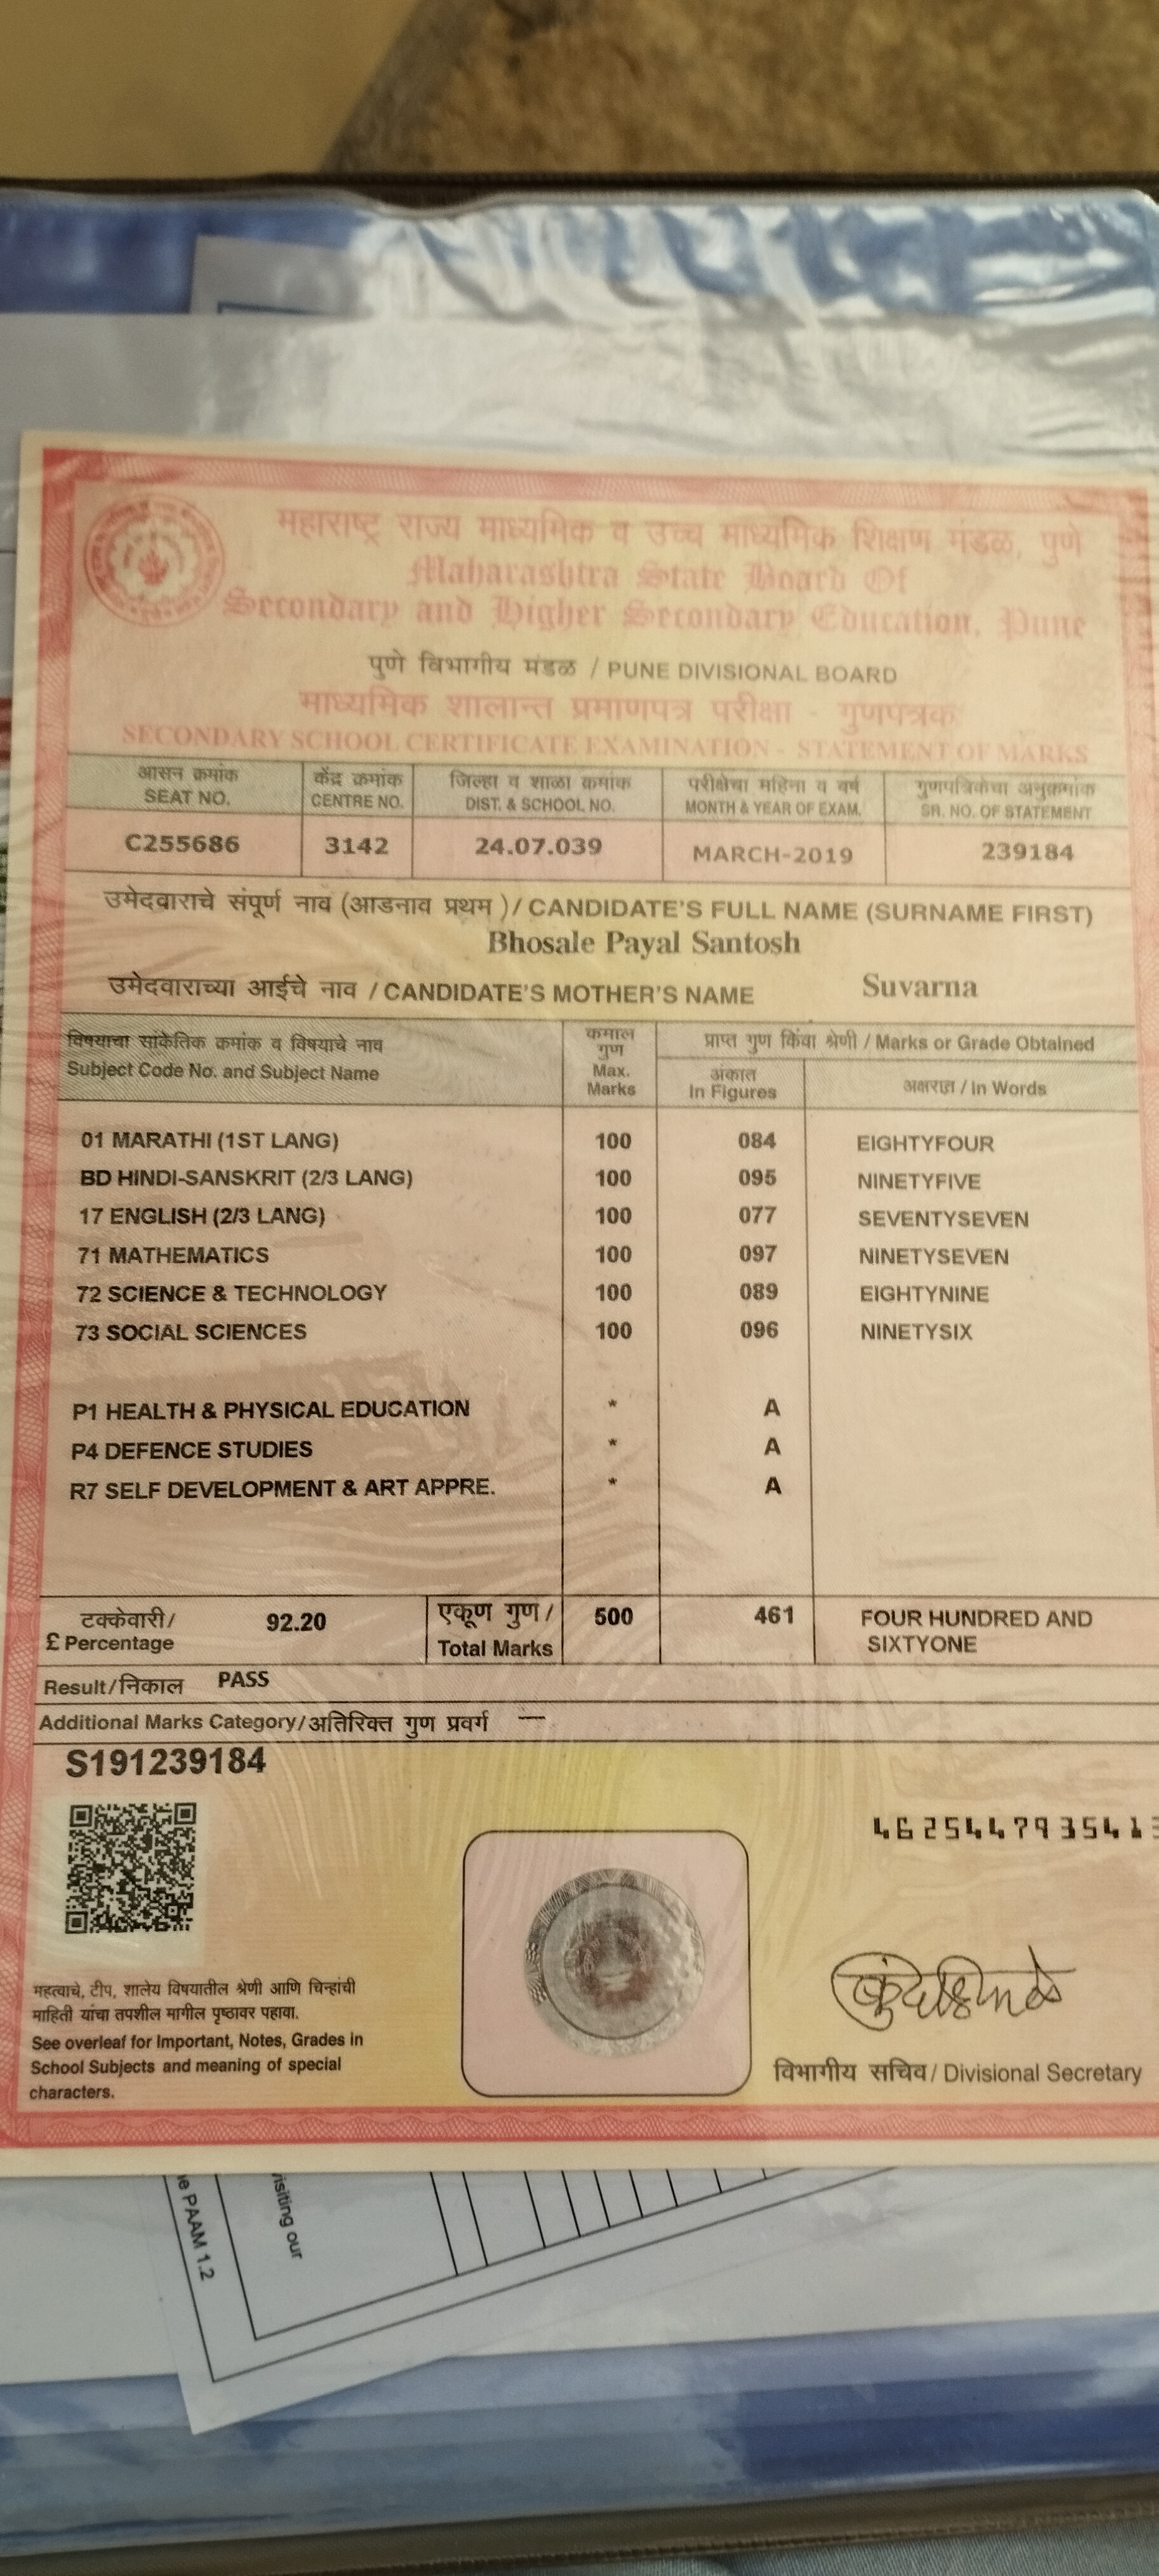 महाराष्ट्र राज्य माध्यमिक व उच्च माध्यमिक शिक्षण मंडळ, पुणे
Maharashtra State Board Of
Secondary and Higher Secondary Education, Pune
पुणे विभागीय मंडळ / PUNE DIVISIONAL BOARD
माध्यमिक शालान्त प्रमाणपत्र परीक्षा - गुणपत्रक
SECONDARY SCHOOL CERTIFICATE EXAMINATION - STATEMENT OF MARKS
आसन क्रमांक केंद्र क्रमांक जिल्हा व शाळा क्रमांक परीक्षेचा महिना व वर्ष गुणपत्रिकेचा अनुक्रमांक
SEAT NO. CENTRE NO. DIST. & SCHOOL NO. MONTH & YEAR OF EXAM. SR. NO. OF STATEMENT
C255686 3142 24.07.039 MARCH-2019 239184
उमेदवाराचे संपूर्ण नाव (आडनाव प्रथम ) / CANDIDATE'S FULL NAME (SURNAME FIRST)
Bhosale Payal Santosh
उमेदवाराच्या आईचे नाव / CANDIDATE'S MOTHER'S NAME Suvarna
विषयाचा सांकेतिक क्रमांक व विषयाचे नाव कमाल गुण प्राप्त गुण किंवा श्रेणी / Marks or Grade Obtained
Subject Code No. and Subject Name Max. Marks अंकात In Figures अक्षरात / In Words
01 MARATHI (1ST LANG) 100 084 EIGHTYFOUR
BD HINDI-SANSKRIT (2/3 LANG) 100 095 NINETYFIVE
17 ENGLISH (2/3 LANG) 100 077 SEVENTYSEVEN
71 MATHEMATICS 100 097 NINETYSEVEN
72 SCIENCE & TECHNOLOGY 100 089 EIGHTYNINE
73 SOCIAL SCIENCES 100 096 NINETYSIX
P1 HEALTH & PHYSICAL EDUCATION * A
P4 DEFENCE STUDIES * A
R7 SELF DEVELOPMENT & ART APPRE. * A
टक्केवारी/ 92.20 एकूण गुण / 500 461 FOUR HUNDRED AND
£ Percentage Total Marks SIXTYONE
Result/निकाल PASS
Additional Marks Category/अतिरिक्त गुण प्रवर्ग —
S191239184
4625447935413
महत्वाचे, टीप, शालेय विषयातील श्रेणी आणि चिन्हांची
माहिती यांचा तपशील मागील पृष्ठावर पहावा.
See overleaf for Important, Notes, Grades in
School Subjects and meaning of special
characters.
विभागीय सचिव / Divisional Secretary
isiting our
e PAAM 1.2